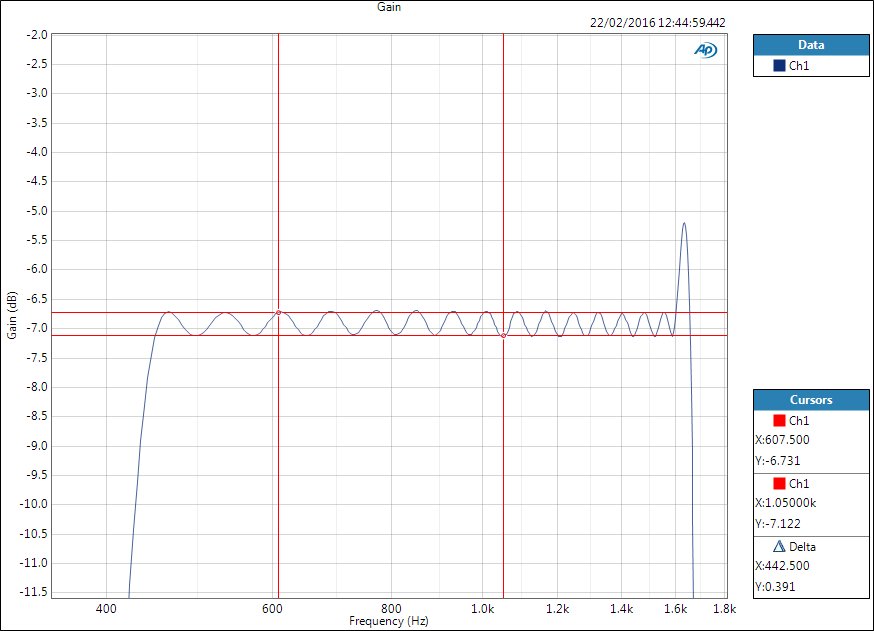 Gain
22/02/2016 12:44:59.442
-2.0
-2.5
-3.0
-3.5
-4.0
-4.5
-5.0
-5.5
-6.0
-6.5
-7.0
-7.5
-8.0
-8.5
-9.0
-9.5
-10.0
-10.5
-11.0
-11.5
Gain (dB)
400 600 800 1.0k 1.2k 1.4k 1.6k 1.8k
Frequency (Hz)
AP
Data
Ch1
Cursors
Ch1
X:607.500
Y:-6.731
Ch1
X:1.05000k
Y:-7.122
Delta
X:442.500
Y:0.391